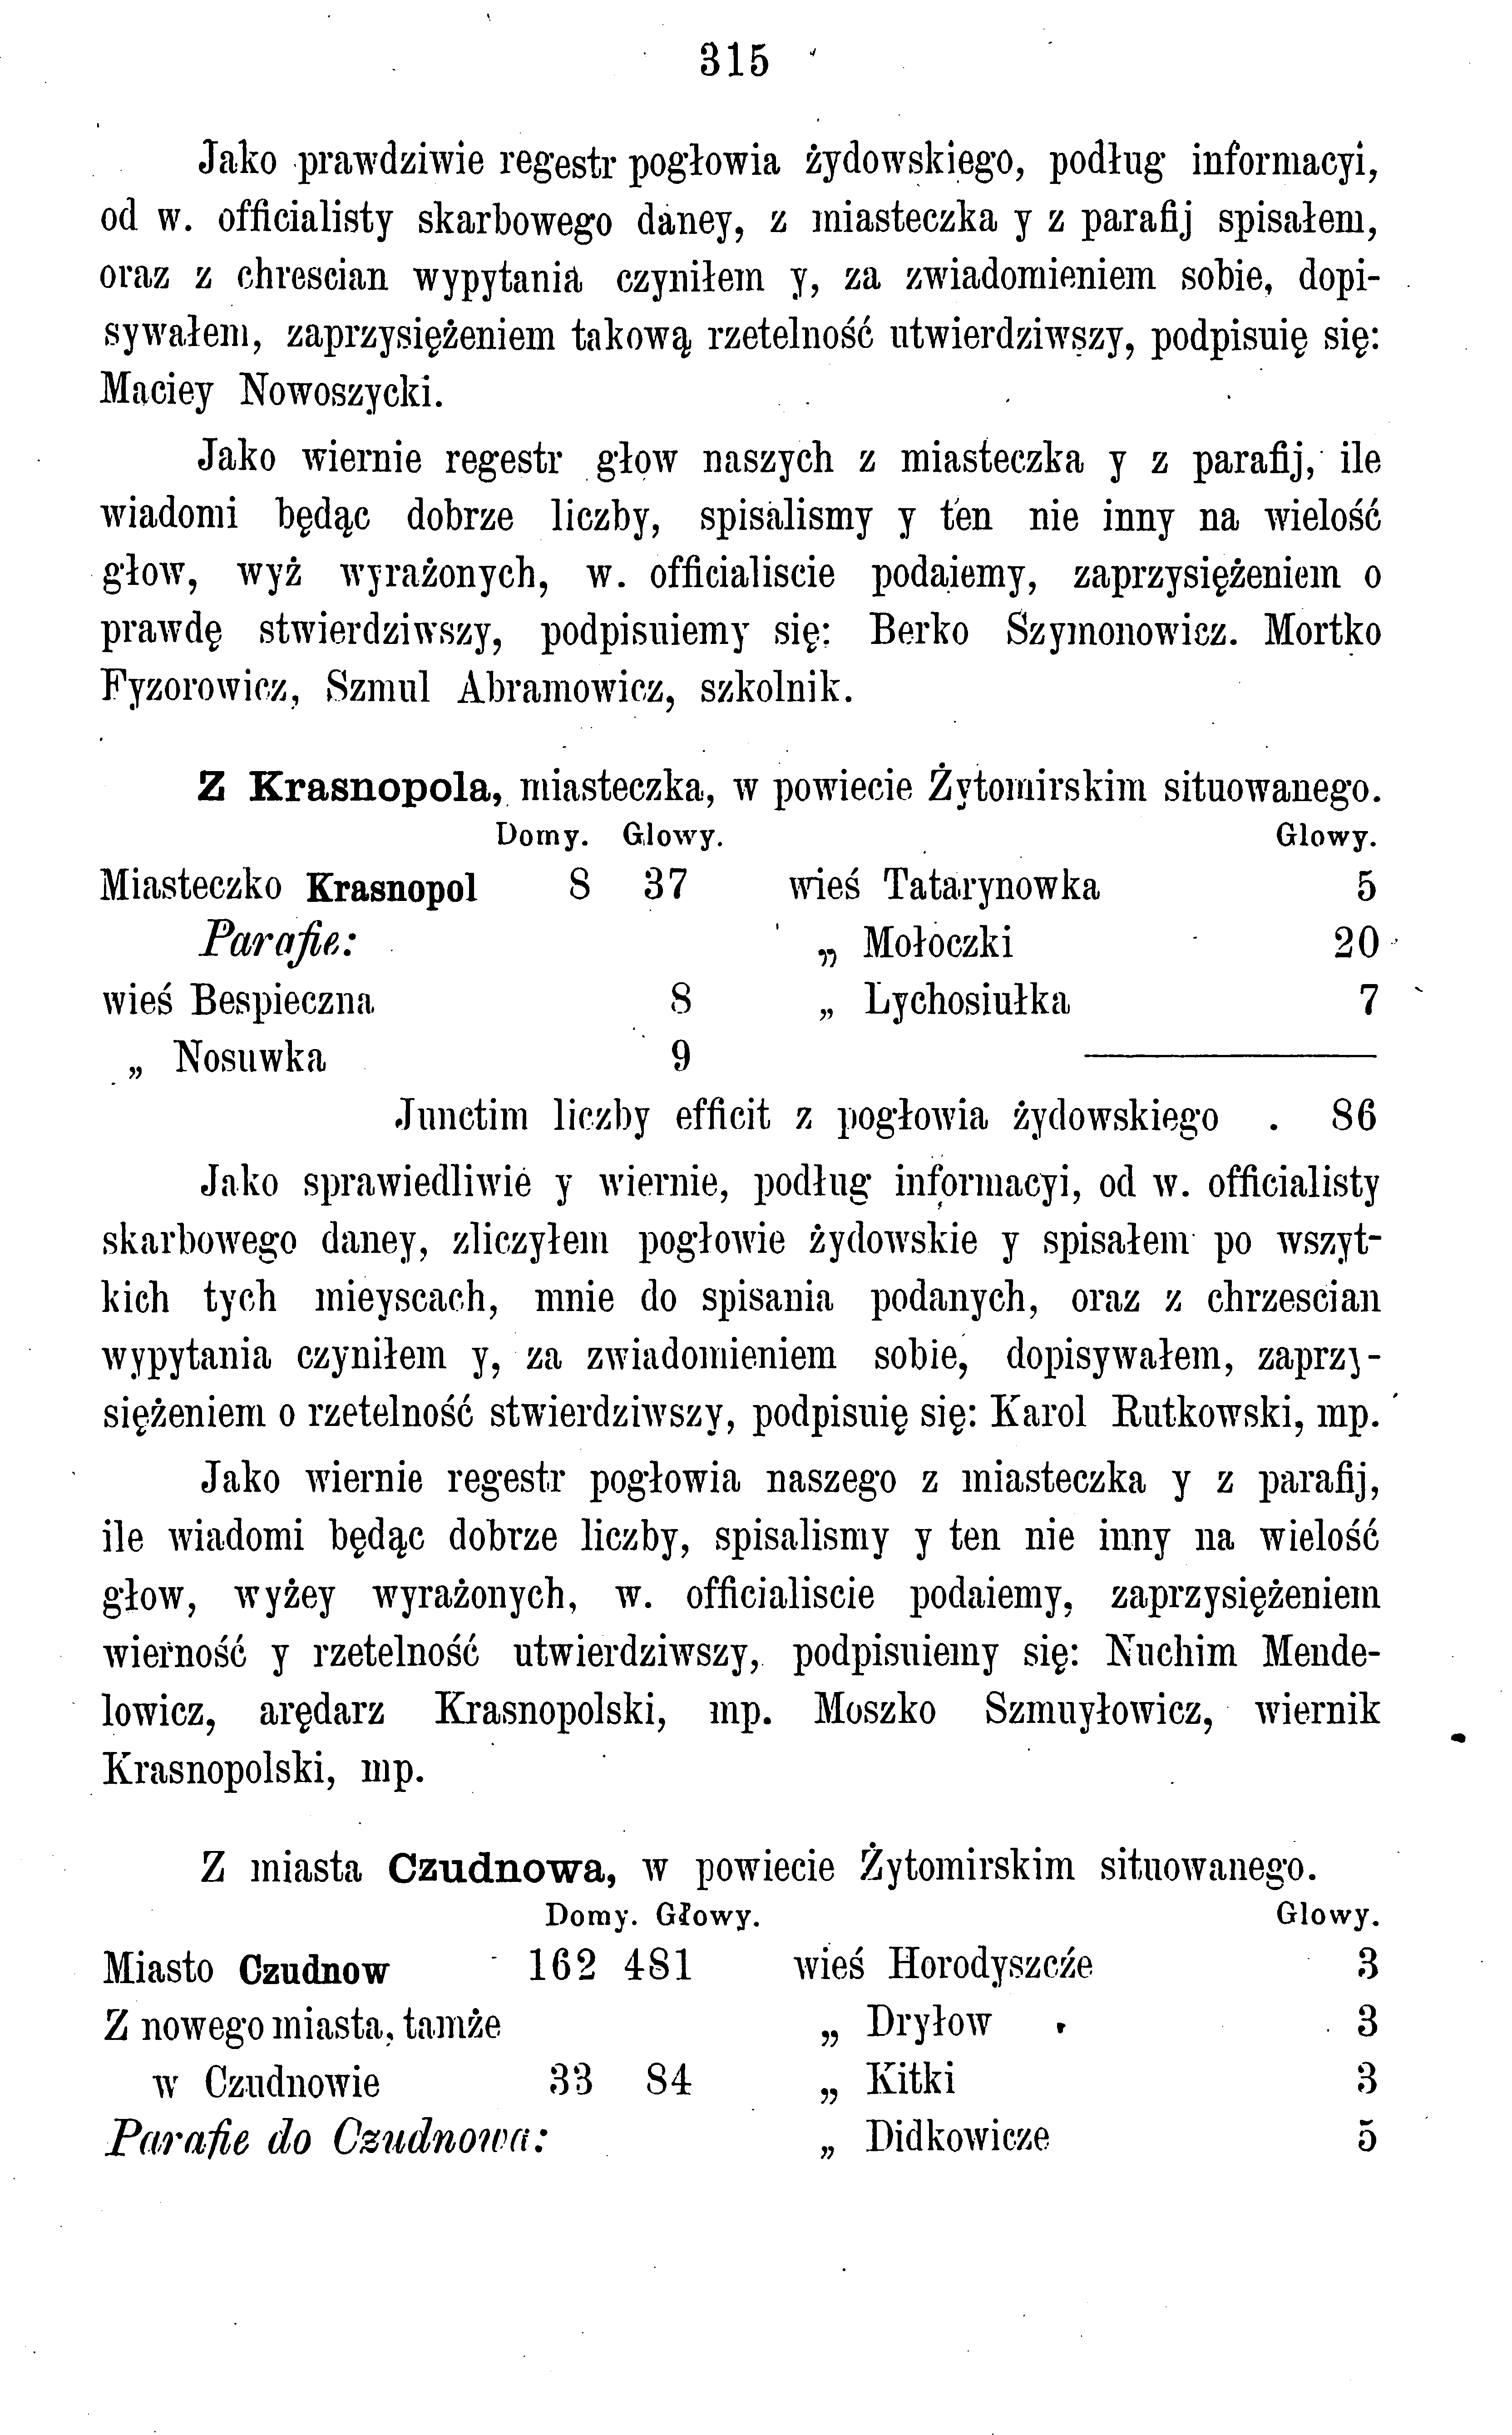 315
Jako prawdziwie regestr pogłowia żydowskiego, podług informacyi,
od w. officialisty skarbowego daney, z miasteczka y z parafij spisałem,
oraz z chrescian wypytania czyniłem y, za zwiadomieniem sobie, dopi-
sywałem, zaprzysiężeniem takową rzetelność utwierdziwszy, podpisuię się:
Maciey Nowoszycki.
Jako wiernie regestr głow naszych z miasteczka y z parafij, ile
wiadomi będąc dobrze liczby, spisalismy y ten nie inny na wielość
głow, wyż wyrażonych, w. officialiscie podaiemy, zaprzysiężeniem o
prawdę stwierdziwszy, podpisuiemy się: Berko Szymonowicz. Mortko
Fyzorowicz, Szmul Abramowicz, szkolnik.
Z Krasnopola, miasteczka, w powiecie Żytomirskim situowanego.
Domy. Glowy. Glowy.
Miasteczko Krasnopol 8 37 wieś Tatarynowka 5
Parafie: „ Mołoczki 20
wieś Bespieczna 8 „ Lychosiułka 7
„ Nosuwka 9
Junctim liczby efficit z pogłowia żydowskiego . 86
Jako sprawiedliwie y wiernie, podług informacyi, od w. officialisty
skarbowego daney, zliczyłem pogłowie żydowskie y spisałem po wszyt-
kich tych mieyscach, mnie do spisania podanych, oraz z chrzescian
wypytania czyniłem y, za zwiadomieniem sobie, dopisywałem, zaprzy-
siężeniem o rzetelność stwierdziwszy, podpisuię się: Karol Rutkowski, mp.
Jako wiernie regestr pogłowia naszego z miasteczka y z parafij,
ile wiadomi będąc dobrze liczby, spisalismy y ten nie inny na wielość
głow, wyżey wyrażonych, w. officialiscie podaiemy, zaprzysiężeniem
wierność y rzetelność utwierdziwszy, podpisuiemy się: Nuchim Mende-
lowicz, arędarz Krasnopolski, mp. Moszko Szmuyłowicz, wiernik
Krasnopolski, mp.
Z miasta Czudnowa, w powiecie Żytomirskim situowanego.
Domy. Głowy. Glowy.
Miasto Czudnow 162 481 wieś Horodyszcże 3
Z nowego miasta, tamże „ Dryłow 3
w Czudnowie 33 84 „ Kitki 3
Parafie do Czudnowa: „ Didkowicze 5